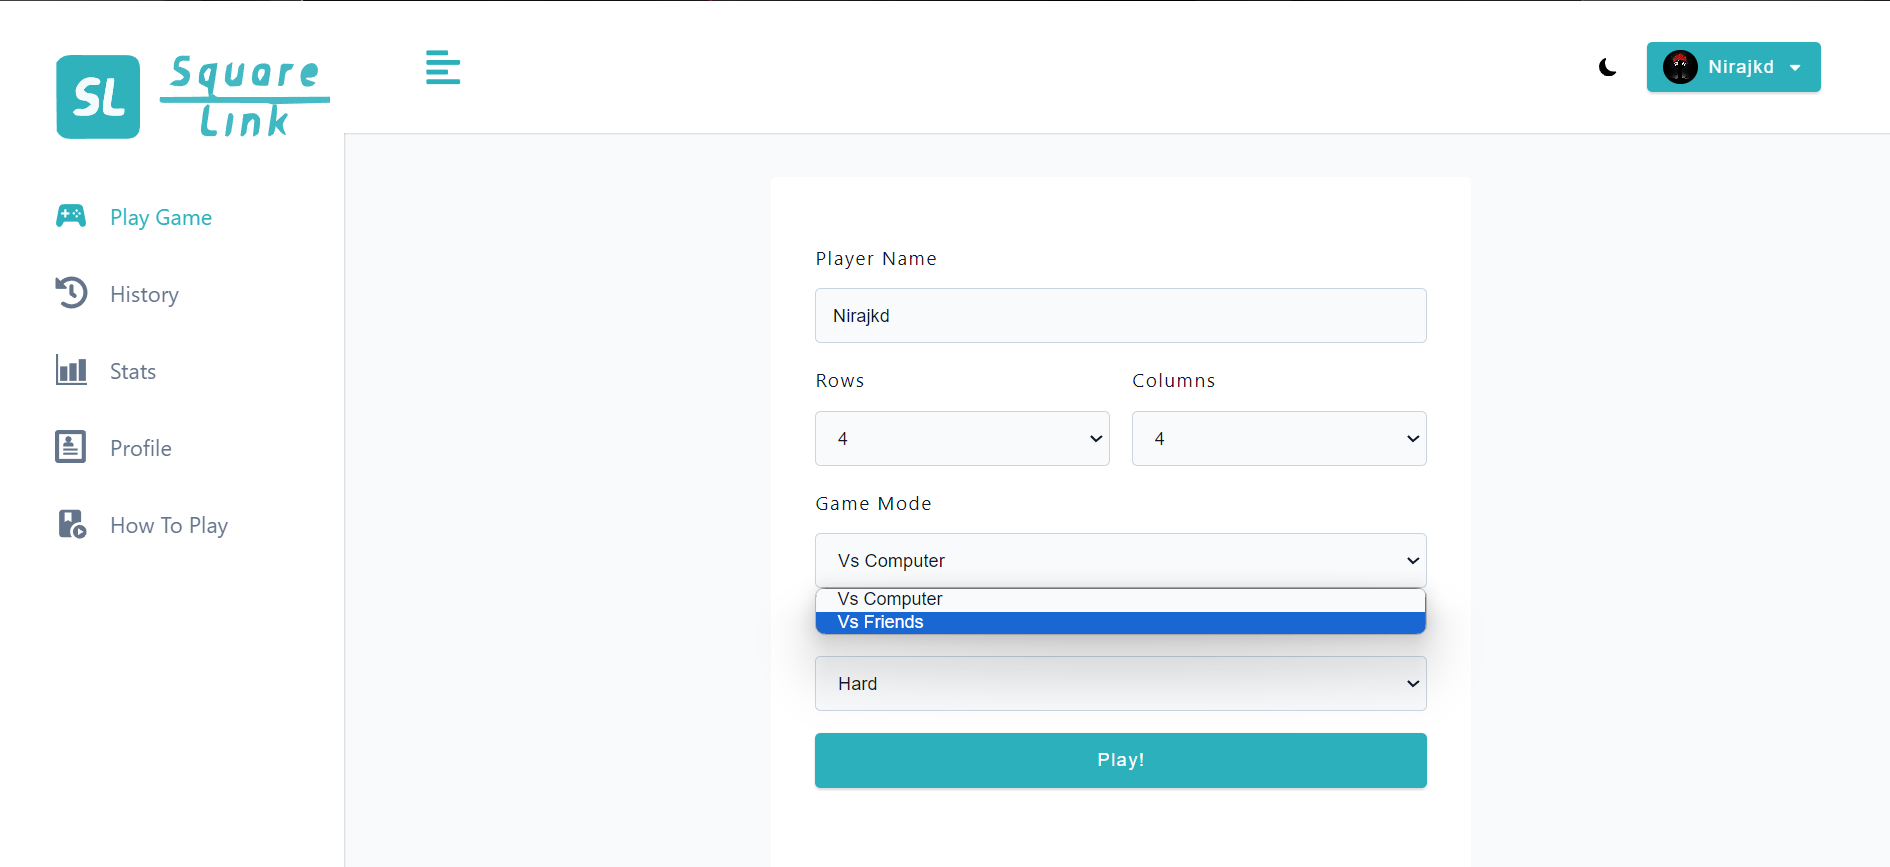 SL
Square
Link
Nirajkd
Play Game
History
Stats
Profile
How To Play
Player Name
Nirajkd
Rows
Columns
4
4
Game Mode
Vs Computer
Vs Computer
Vs Friends
Hard
Play!